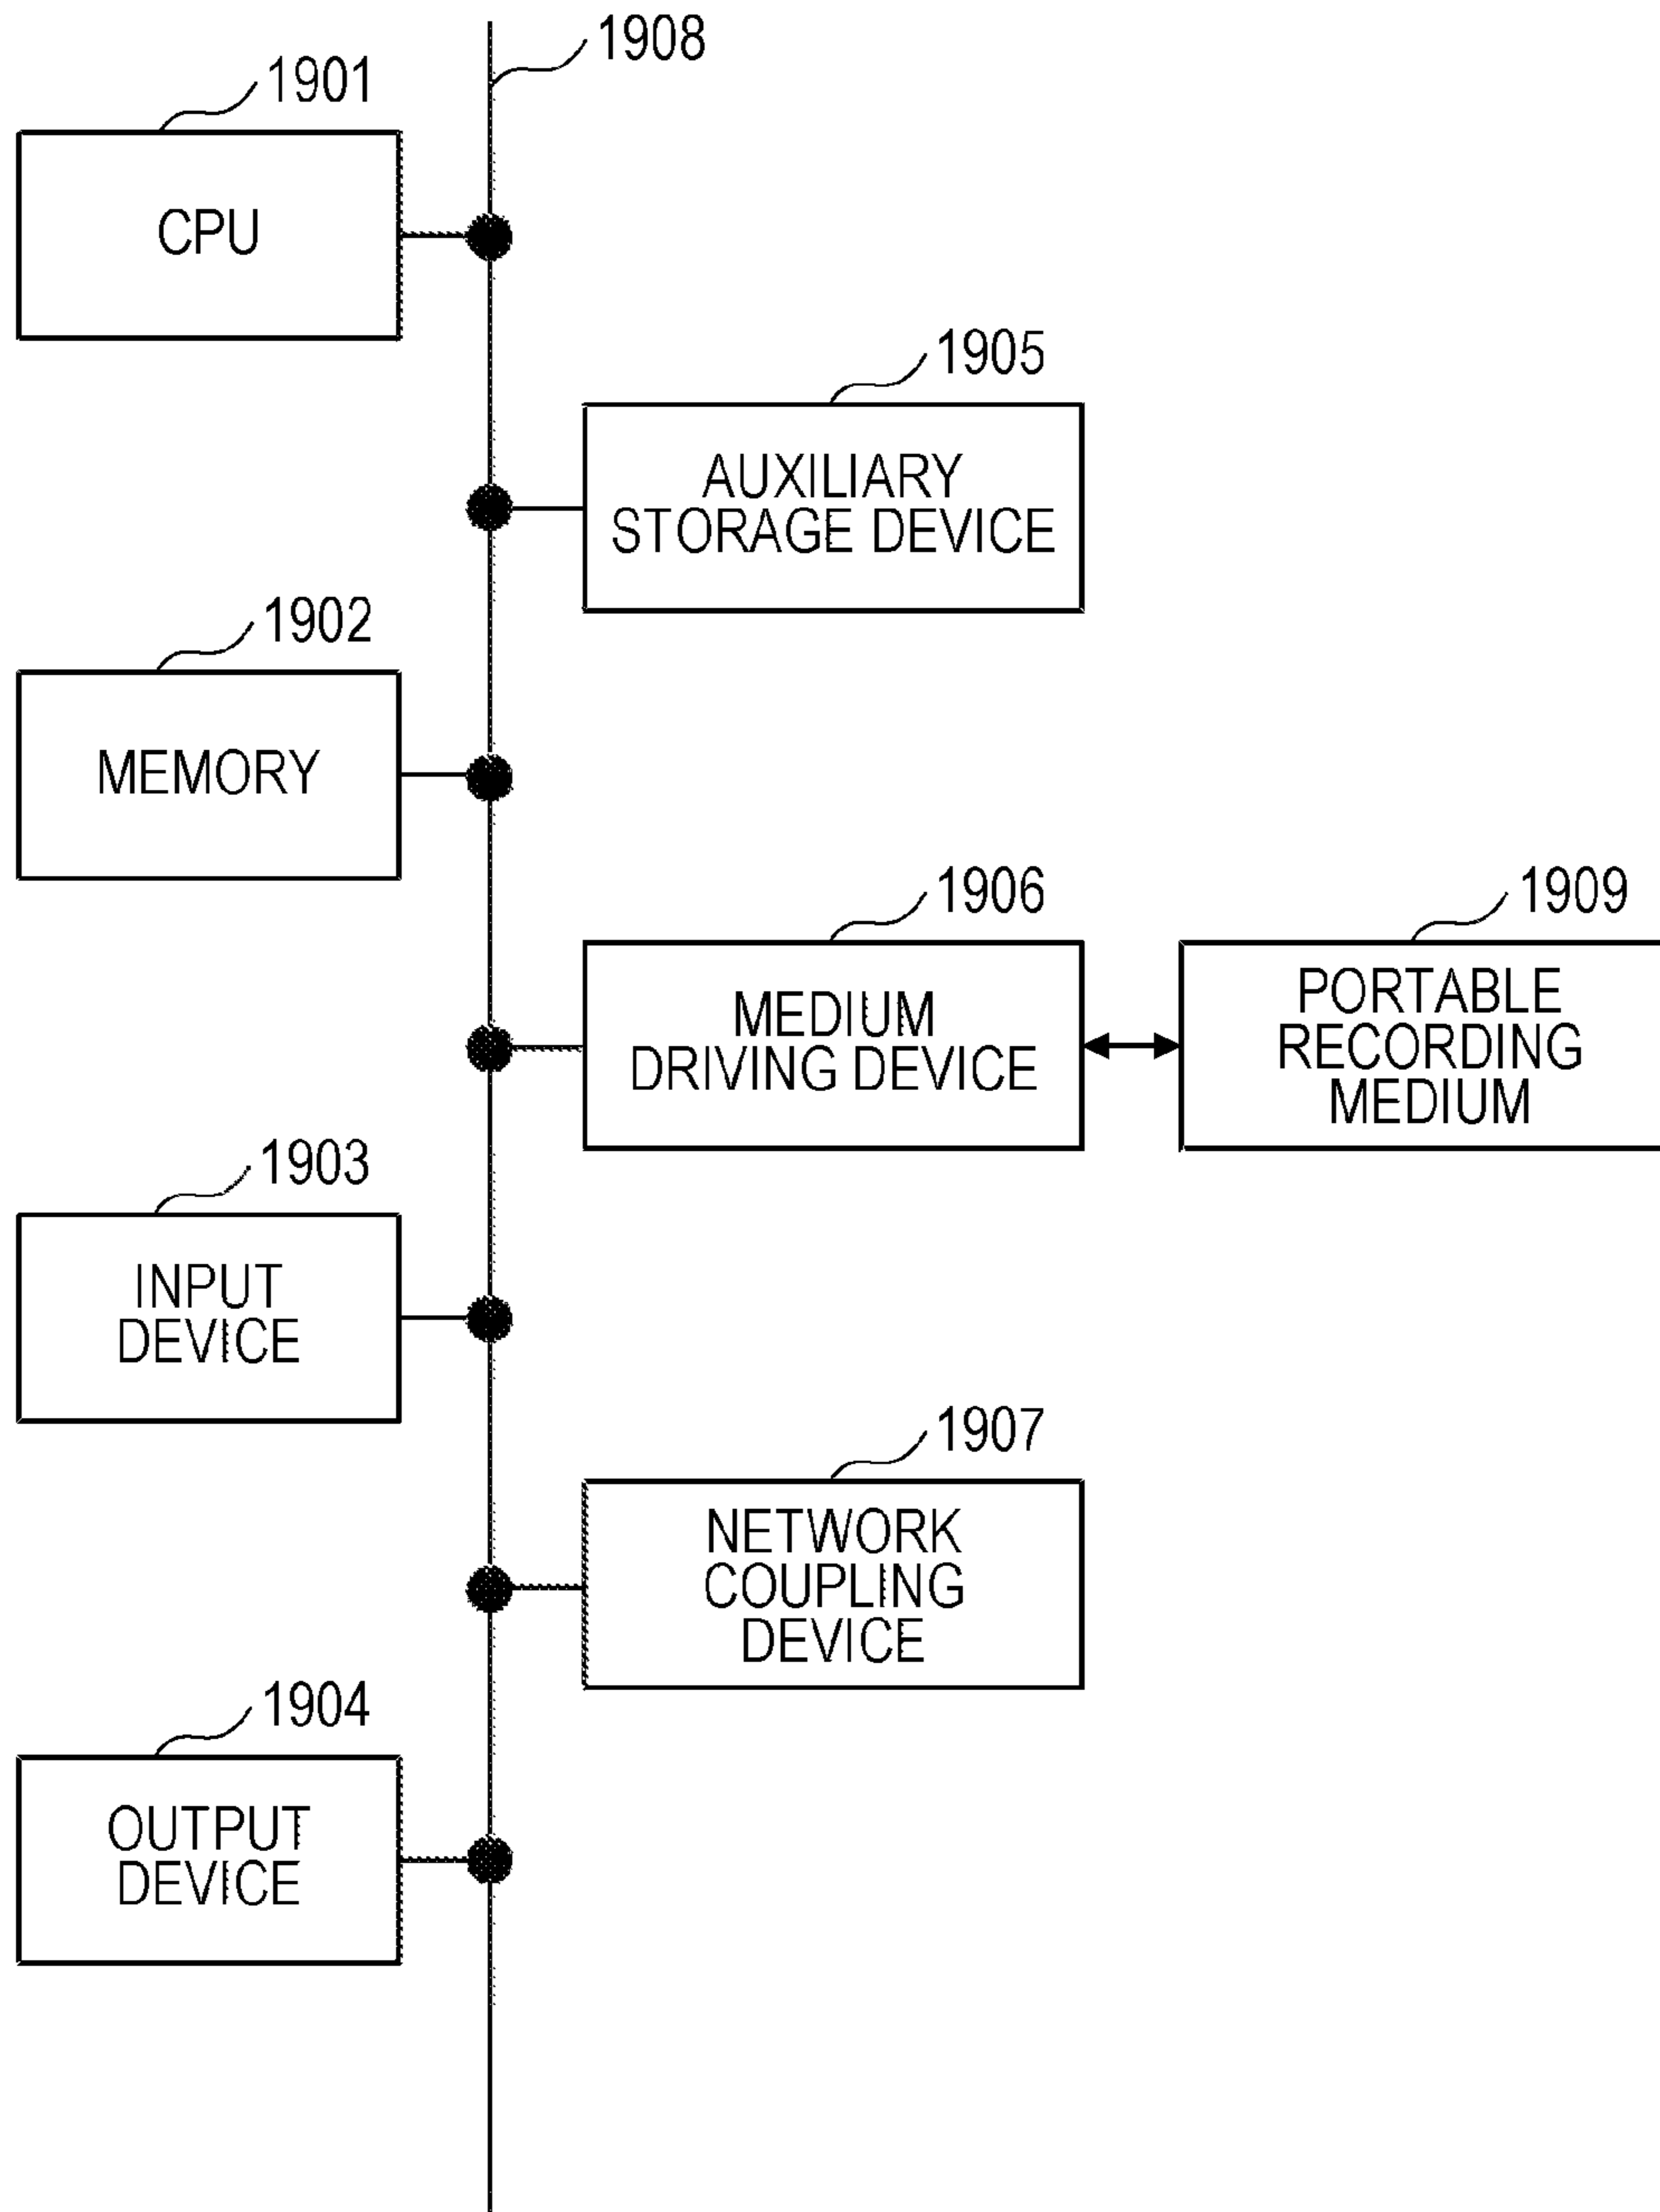 1908
1901
CPU
1905
AUXILIARY
STORAGE DEVICE
1902
MEMORY
1906
MEDIUM
DRIVING DEVICE
1909
PORTABLE
RECORDING
MEDIUM
1903
INPUT
DEVICE
1907
NETWORK
COUPLING
DEVICE
1904
OUTPUT
DEVICE